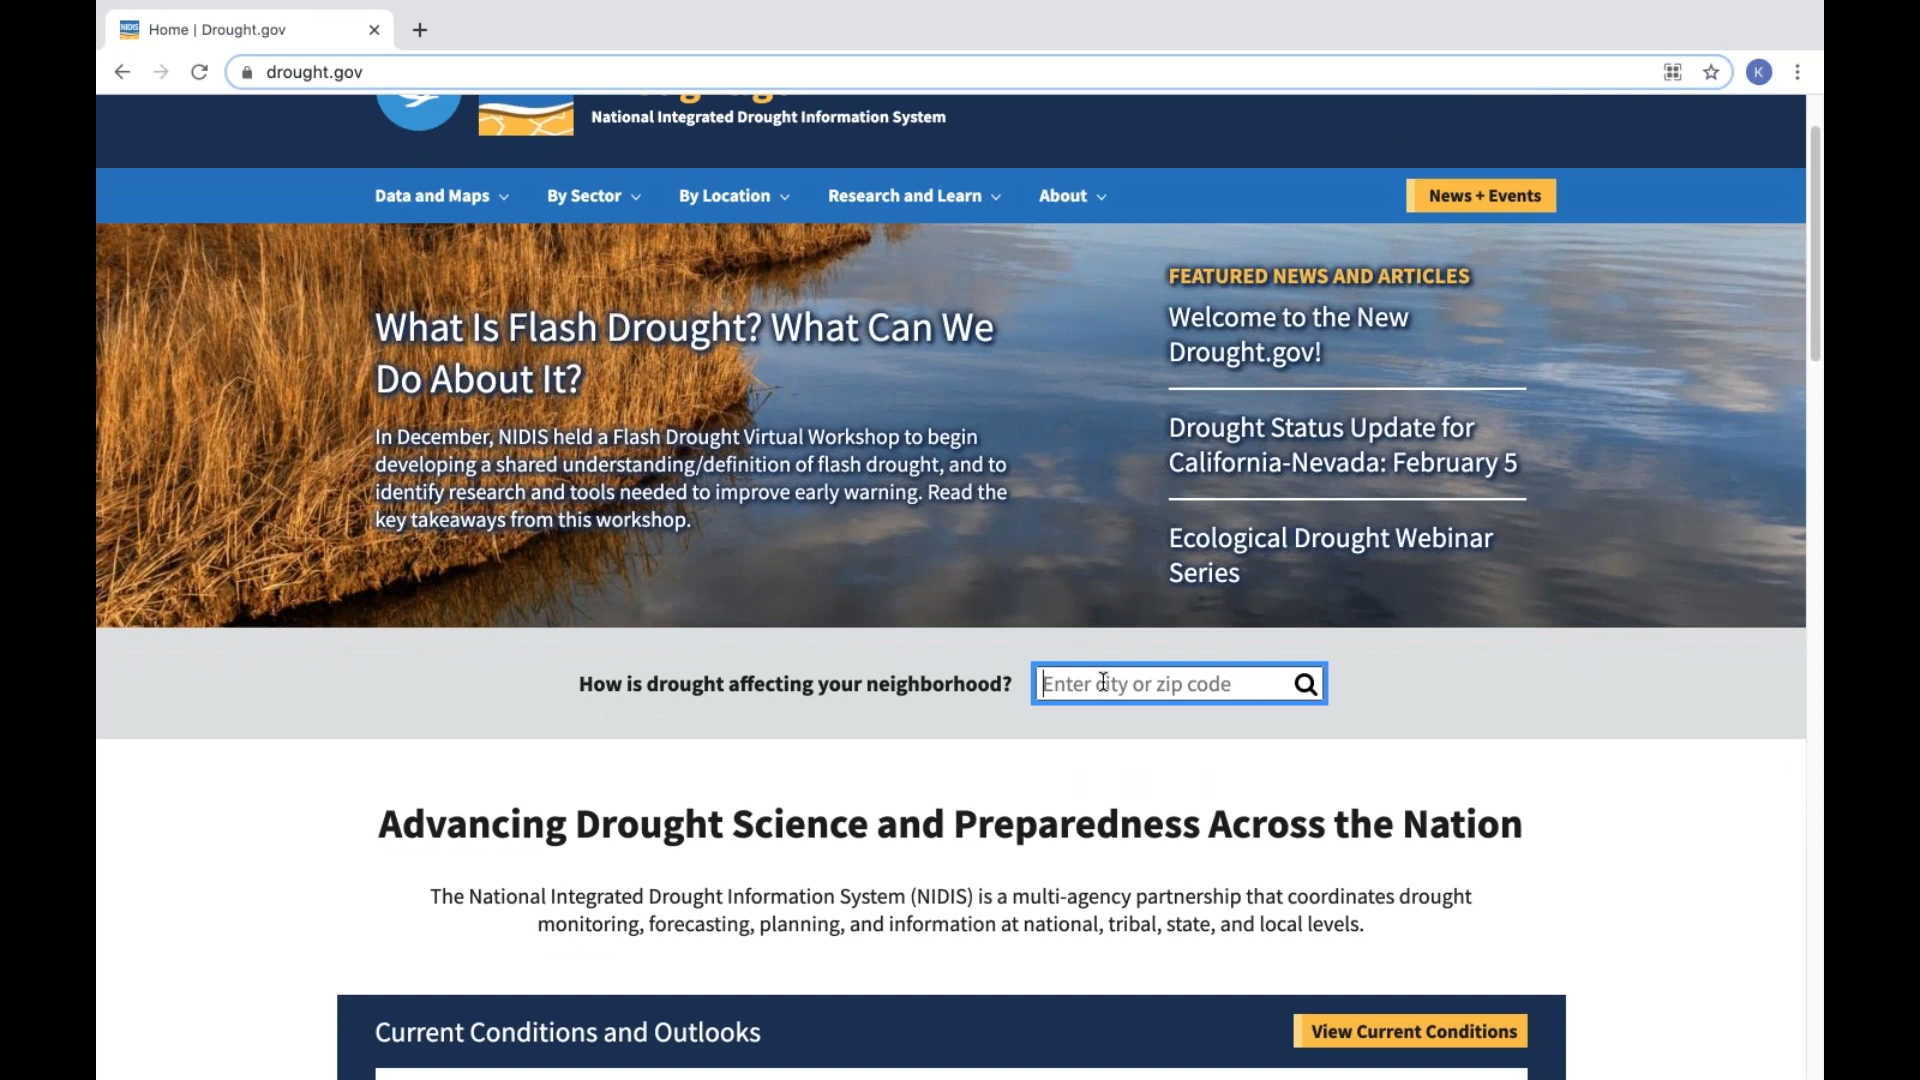 NIDIS
Home | Drought.gov
drought.gov
K
National Integrated Drought Information System
Data and Maps
By Sector
By Location
Research and Learn
About
News + Events
What Is Flash Drought? What Can We
Do About It?
In December, NIDIS held a Flash Drought Virtual Workshop to begin
developing a shared understanding/definition of flash drought, and to
identify research and tools needed to improve early warning. Read the
key takeaways from this workshop.
FEATURED NEWS AND ARTICLES
Welcome to the New
Drought.gov!
Drought Status Update for
California-Nevada: February 5
Ecological Drought Webinar
Series
How is drought affecting your neighborhood?
Enter city or zip code
Advancing Drought Science and Preparedness Across the Nation
The National Integrated Drought Information System (NIDIS) is a multi-agency partnership that coordinates drought
monitoring, forecasting, planning, and information at national, tribal, state, and local levels.
Current Conditions and Outlooks
View Current Conditions